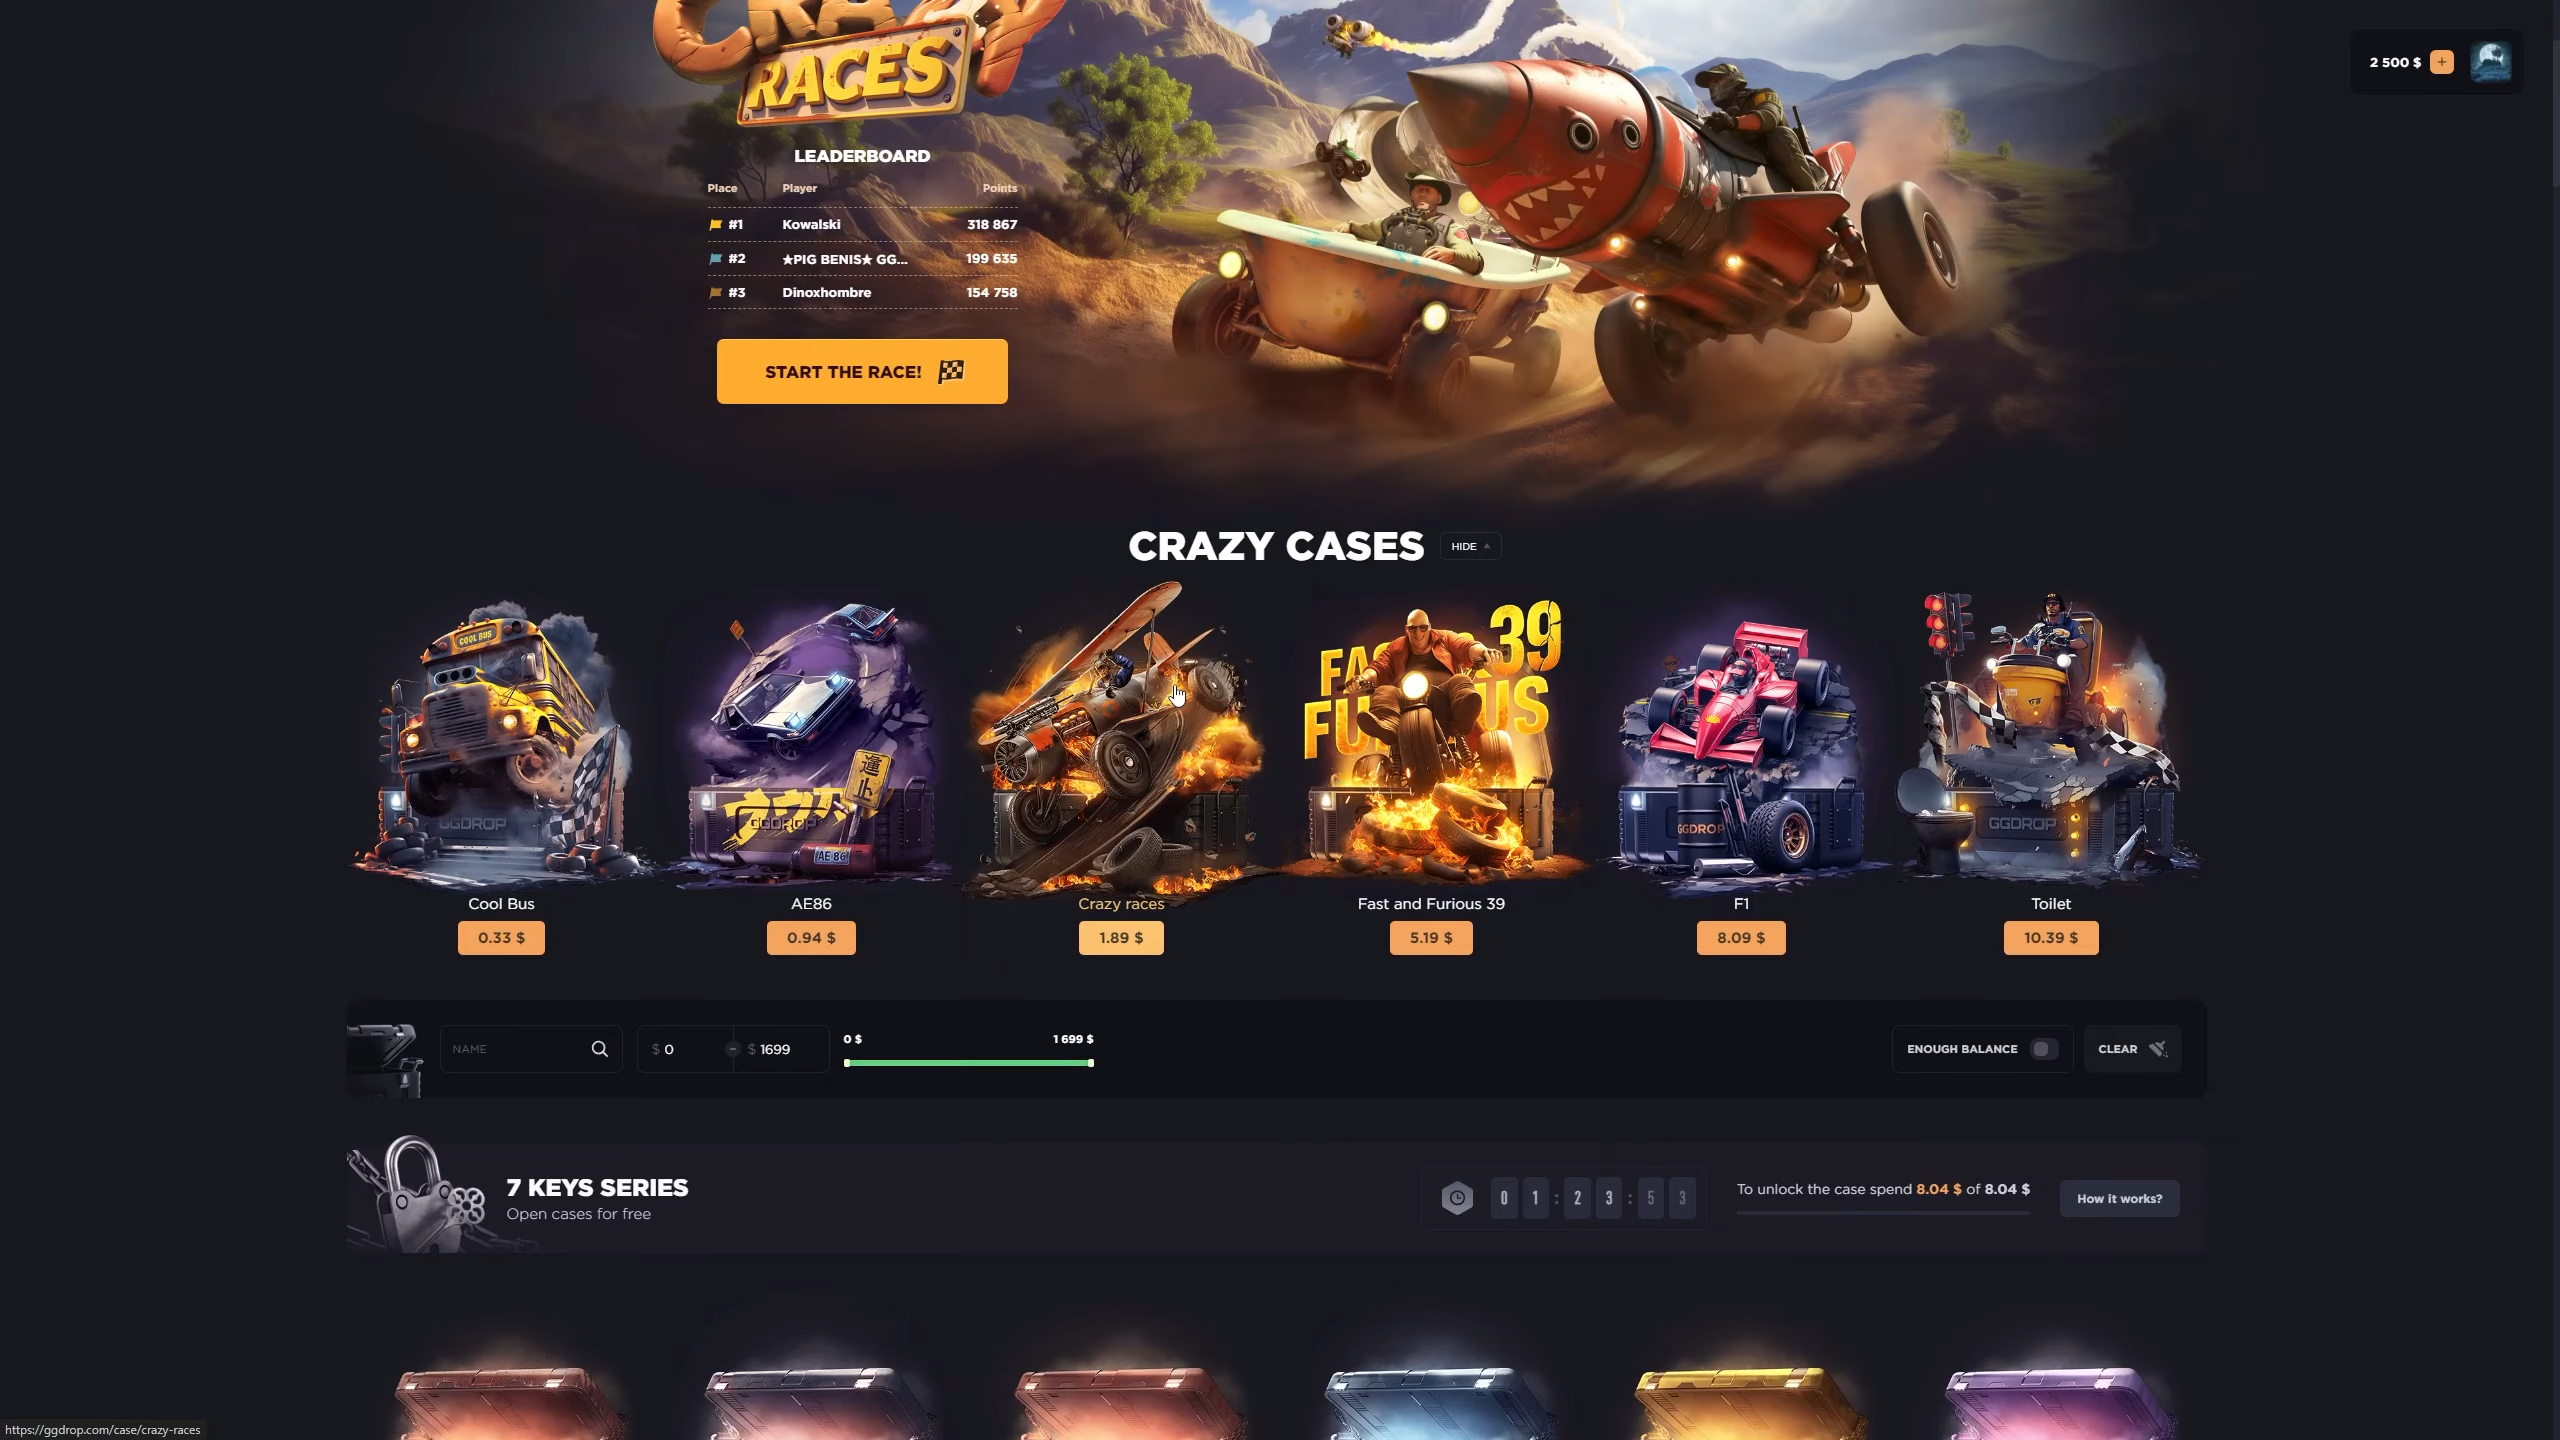 CRAZY
RACES
2 500 $ +
LEADERBOARD
Place Player Points
#1 Kowalski 318 867
#2 ★PIG BENIS★ GG... 199 635
#3 Dinoxhombre 154 758
START THE RACE!
CRAZY CASES HIDE
COOL BUS
GGDROP
GGDROP
AE 86
39
GGDROP
GGDROP
Cool Bus AE86 Crazy races Fast and Furious 39 F1 Toilet
0.33 $ 0.94 $ 1.89 $ 5.19 $ 8.09 $ 10.39 $
NAME $ 0 - $ 1699 0 $ 1 699 $ ENOUGH BALANCE CLEAR
7 KEYS SERIES
Open cases for free
0 1 : 2 3 : 5 3
To unlock the case spend 8.04 $ of 8.04 $
How it works?
https://ggdrop.com/case/crazy-races